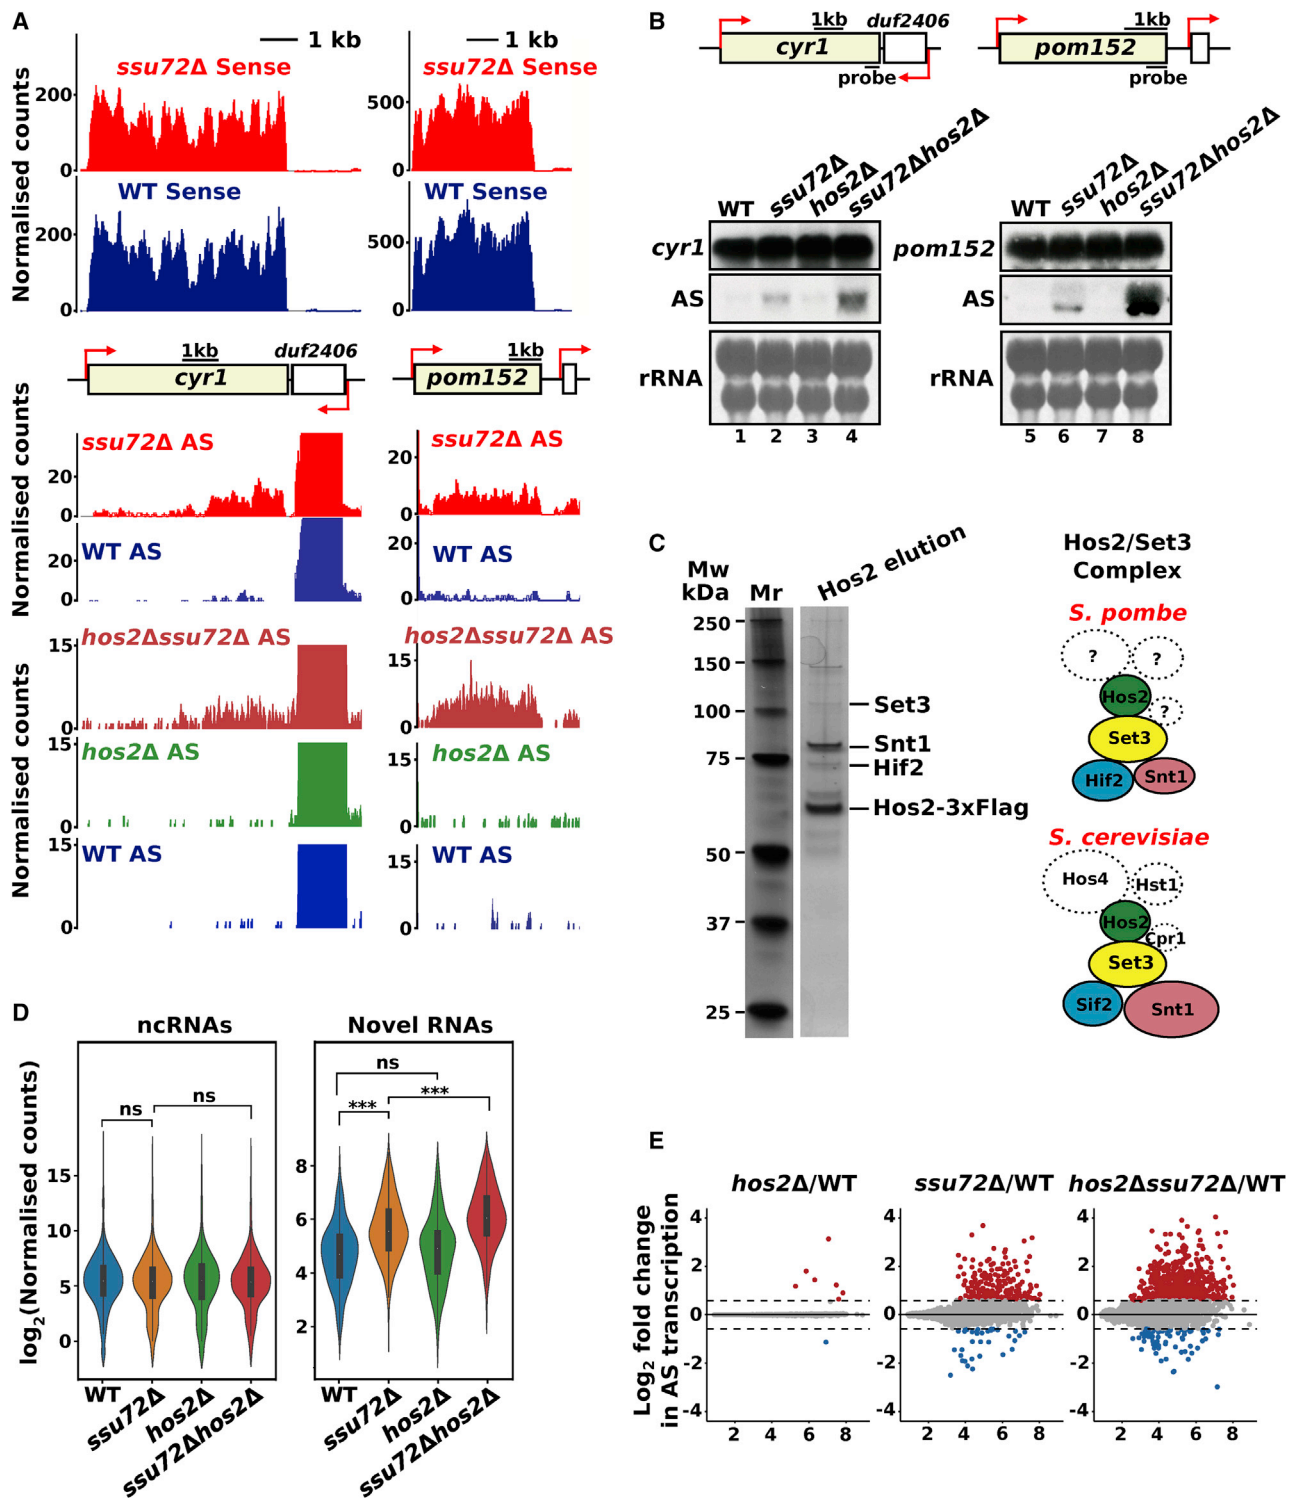 A
1 kb
1 kb
ssu72Δ Sense
ssu72Δ Sense
200
0
500
0
WT Sense
WT Sense
200
0
500
0
Normalised counts
1kb
duf2406
cyr1
1kb
pom152
ssu72Δ AS
ssu72Δ AS
20
0
20
0
WT AS
WT AS
20
0
20
0
Normalised counts
hos2Δssu72Δ AS
hos2Δssu72Δ AS
15
0
15
0
hos2Δ AS
hos2Δ AS
15
0
15
0
WT AS
WT AS
15
0
15
0
Normalised counts
B
1kb
duf2406
cyr1
probe
1kb
pom152
probe
WT
ssu72Δ
hos2Δ
ssu72Δhos2Δ
WT
ssu72Δ
hos2Δ
ssu72Δhos2Δ
cyr1
AS
rRNA
1 2 3 4
pom152
AS
rRNA
5 6 7 8
C
Mw
kDa
Mr
Hos2 elution
250
150
100
75
50
37
25
Set3
Snt1
Hif2
Hos2-3xFlag
Hos2/Set3
Complex
S. pombe
?
?
Hos2
?
Set3
Hif2
Snt1
S. cerevisiae
Hos4
Hst1
Hos2
Cpr1
Set3
Sif2
Snt1
D
ncRNAs
Novel RNAs
log2(Normalised counts)
15
10
5
0
ns
ns
8
6
4
2
ns
***
***
WT
ssu72Δ
hos2Δ
ssu72Δhos2Δ
WT
ssu72Δ
hos2Δ
ssu72Δhos2Δ
E
hos2Δ/WT
ssu72Δ/WT
hos2Δssu72Δ/WT
Log2 fold change
in AS transcription
4
2
0
-2
-4
2 4 6 8
4
2
0
-2
-4
2 4 6 8
4
2
0
-2
-4
2 4 6 8